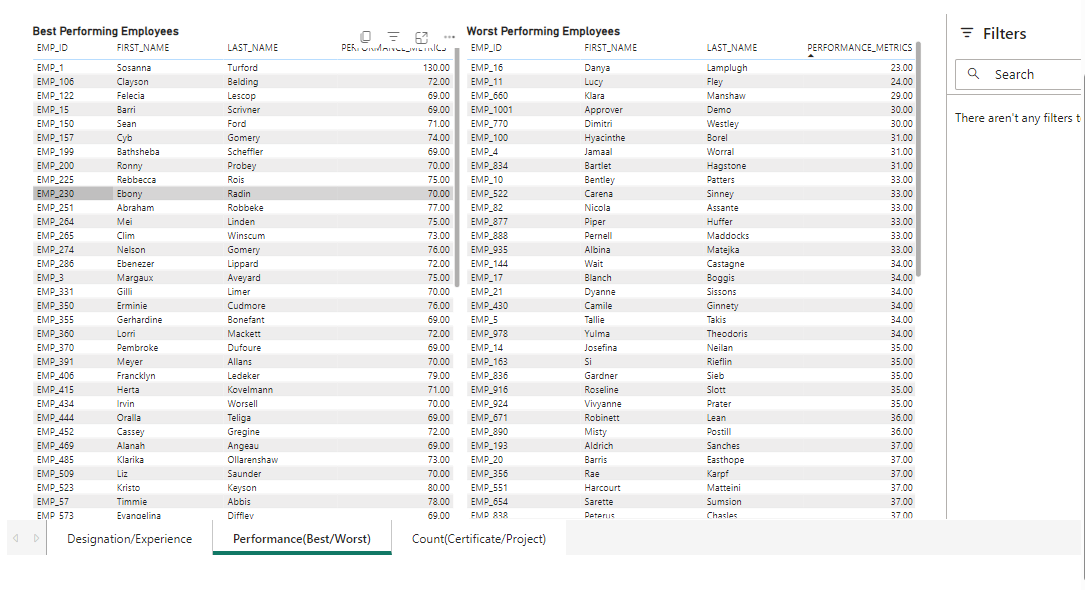 Best Performing Employees
EMP_ID FIRST_NAME LAST_NAME PERFORMANCE_METRICS
EMP_1 Sosanna Turford 130.00
EMP_106 Clayson Belding 72.00
EMP_122 Felecia Lescop 69.00
EMP_15 Barri Scrivner 69.00
EMP_150 Sean Ford 71.00
EMP_157 Cyb Gomery 74.00
EMP_199 Bathsheba Scheffler 69.00
EMP_200 Ronny Probey 70.00
EMP_225 Rebbecca Rois 75.00
EMP_230 Ebony Radin 70.00
EMP_251 Abraham Robbeke 77.00
EMP_264 Mei Linden 75.00
EMP_265 Clim Winscum 73.00
EMP_274 Nelson Gomery 76.00
EMP_286 Ebenezer Lippard 72.00
EMP_3 Margaux Aveyard 75.00
EMP_331 Gilli Limer 70.00
EMP_350 Erminie Cudmore 76.00
EMP_355 Gerhardine Bonefant 69.00
EMP_360 Lorri Mackett 72.00
EMP_370 Pembroke Dufoure 69.00
EMP_391 Meyer Allans 70.00
EMP_406 Francklyn Ledeker 79.00
EMP_415 Herta Kovelmann 71.00
EMP_434 Irvin Worsell 70.00
EMP_444 Oralla Teliga 69.00
EMP_452 Cassey Gregine 72.00
EMP_469 Alanah Angeau 69.00
EMP_485 Klarika Ollarenshaw 73.00
EMP_509 Liz Saunder 70.00
EMP_523 Kristo Keyson 80.00
EMP_57 Timmie Abbis 78.00
EMP_573 Evangelina Diffley 69.00
Worst Performing Employees
EMP_ID FIRST_NAME LAST_NAME PERFORMANCE_METRICS
EMP_16 Danya Lamplugh 23.00
EMP_11 Lucy Fley 24.00
EMP_660 Klara Manshaw 29.00
EMP_1001 Approver Demo 30.00
EMP_770 Dimitri Westley 30.00
EMP_100 Hyacinthe Borel 31.00
EMP_4 Jamaal Worral 31.00
EMP_834 Bartlet Hagstone 31.00
EMP_10 Bentley Patters 33.00
EMP_522 Carena Sinney 33.00
EMP_82 Nicola Assante 33.00
EMP_877 Piper Huffer 33.00
EMP_888 Pernell Maddocks 33.00
EMP_935 Albina Matejka 33.00
EMP_144 Wait Castagne 34.00
EMP_17 Blanch Boggis 34.00
EMP_21 Dyanne Sissons 34.00
EMP_430 Camile Ginnety 34.00
EMP_5 Tallie Takis 34.00
EMP_978 Yulma Theodoris 34.00
EMP_14 Josefina Neilan 35.00
EMP_163 Si Rieflin 35.00
EMP_836 Gardner Sieb 35.00
EMP_916 Roseline Slott 35.00
EMP_924 Vivyanne Prater 35.00
EMP_671 Robinett Lean 36.00
EMP_890 Misty Postill 36.00
EMP_193 Aldrich Sanches 37.00
EMP_20 Barris Easthope 37.00
EMP_356 Rae Karpf 37.00
EMP_551 Harcourt Matteini 37.00
EMP_654 Sarette Sumsion 37.00
EMP_838 Peterus Chasles 37.00
Filters
Search
There aren't any filters t
Designation/Experience Performance(Best/Worst) Count(Certificate/Project)